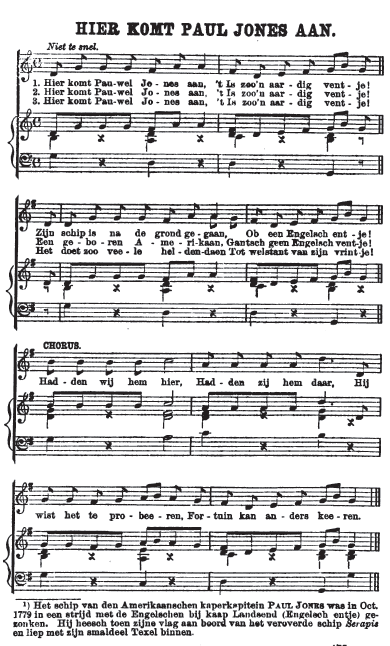 HIER KOMT PAUL JONES AAN.
Niet te snel.
1. Hier komt Pau-wel Jo-nes aan, 't Is zoo'n aar-dig vent-je!
2. Hier komt Pau-wel Jo-nes aan, 't Is zoo'n aar-dig vent-je!
3. Hier komt Pau-wel Jo-nes aan, 't Is zoo'n aar-dig vent-je!
Zijn schip is na de grond ge-gaan, Ob een Engelsch ent-je!
Een ge-bo-ren A-me-ri-kaan, Gantsch geen Engelsch vent-je!
Het doet zoo vee-le hel-den-daen Tot welstant van zijn vrint-je!
CHORUS.
Had-den wij hem hier, Had-den zij hem daar, Hij
wist het te pro-bee-ren, For-tuin kan an-ders kee-ren.
¹) Het schip van den Amerikaanschen kaperkapitein PAUL JONES was in Oct.
1779 in een strijd met de Engelschen bij kaap Landsend (Engelsch entje) ge-
zonken. Hij heesch toen zijne vlag aan boord van het veroverde schip Serapis
en liep met zijn smaldeel Texel binnen.